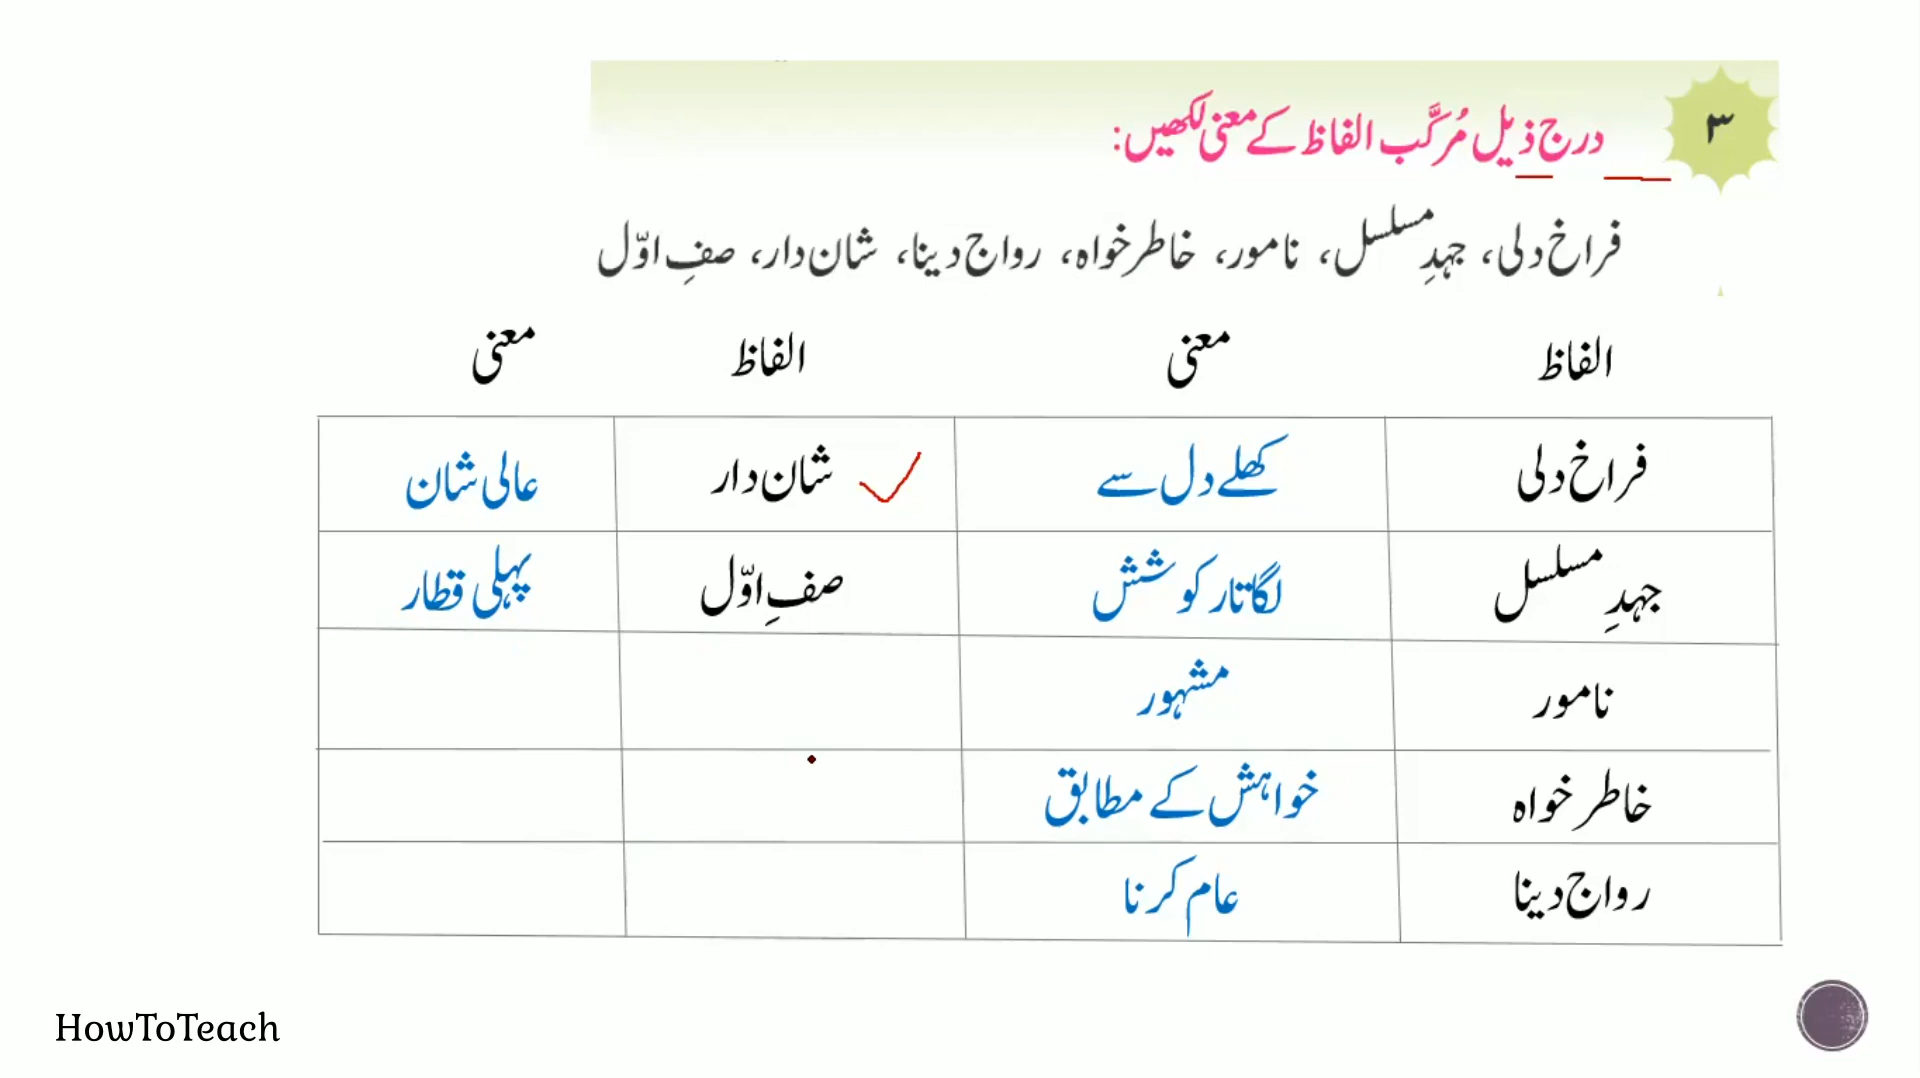 ۳ درج ذیل مُرکَّب الفاظ کے معنی لکھیں:
فراخ دلی، جہدِ مسلسل، نامور، خاطر خواہ، رواج دینا، شان دار، صفِ اوّل
الفاظ معنی الفاظ معنی
فراخ دلی کھلے دل سے شان دار عالی شان
جہدِ مسلسل لگاتار کوشش صفِ اوّل پہلی قطار
نامور مشہور
خاطر خواہ خواہش کے مطابق
رواج دینا عام کرنا
HowToTeach